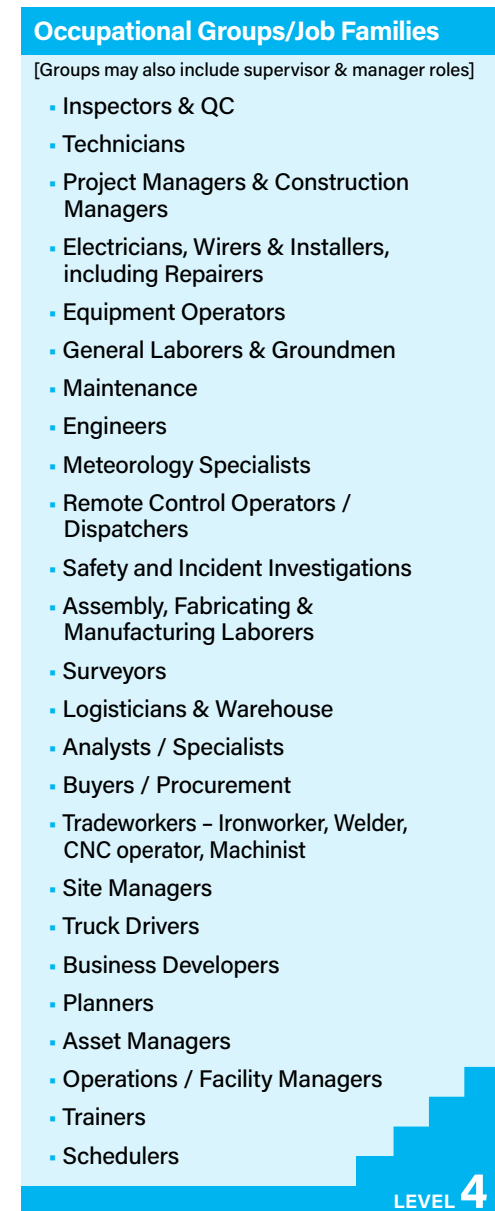 Occupational Groups/Job Families
[Groups may also include supervisor & manager roles]
▪ Inspectors & QC
▪ Technicians
▪ Project Managers & Construction
Managers
▪ Electricians, Wirers & Installers,
including Repairers
▪ Equipment Operators
▪ General Laborers & Groundmen
▪ Maintenance
▪ Engineers
▪ Meteorology Specialists
▪ Remote Control Operators /
Dispatchers
▪ Safety and Incident Investigations
▪ Assembly, Fabricating &
Manufacturing Laborers
▪ Surveyors
▪ Logisticians & Warehouse
▪ Analysts / Specialists
▪ Buyers / Procurement
▪ Tradeworkers – Ironworker, Welder,
CNC operator, Machinist
▪ Site Managers
▪ Truck Drivers
▪ Business Developers
▪ Planners
▪ Asset Managers
▪ Operations / Facility Managers
▪ Trainers
▪ Schedulers
LEVEL 4